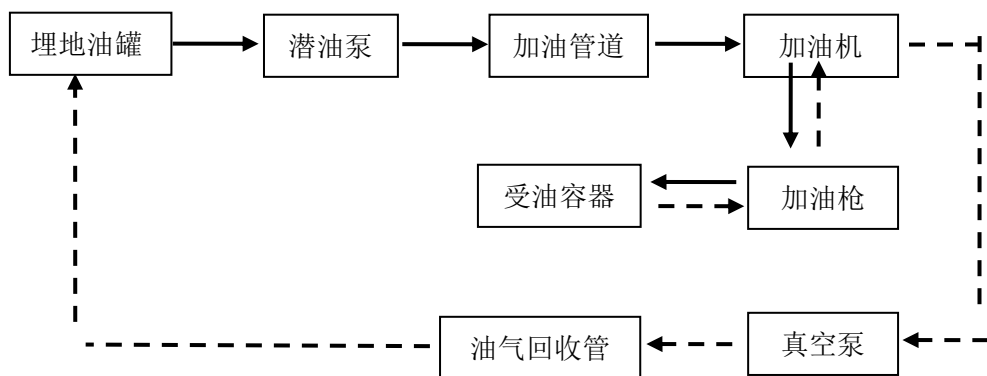 埋地油罐
潜油泵
加油管道
加油机
受油容器
加油枪
油气回收管
真空泵